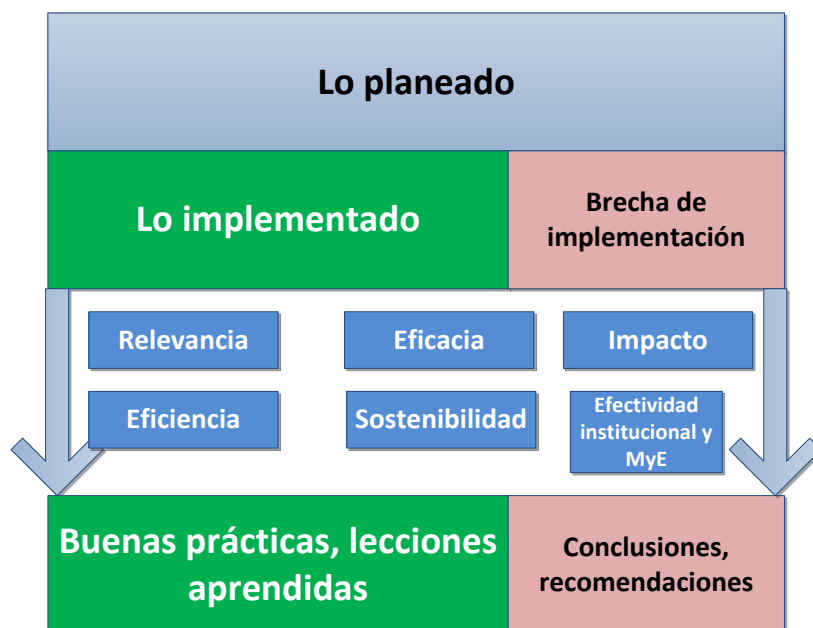 Lo planeado
Lo implementado
Brecha de
implementación
Relevancia
Eficacia
Impacto
Eficiencia
Sostenibilidad
Efectividad
institucional y
MyE
Buenas prácticas, lecciones
aprendidas
Conclusiones,
recomendaciones